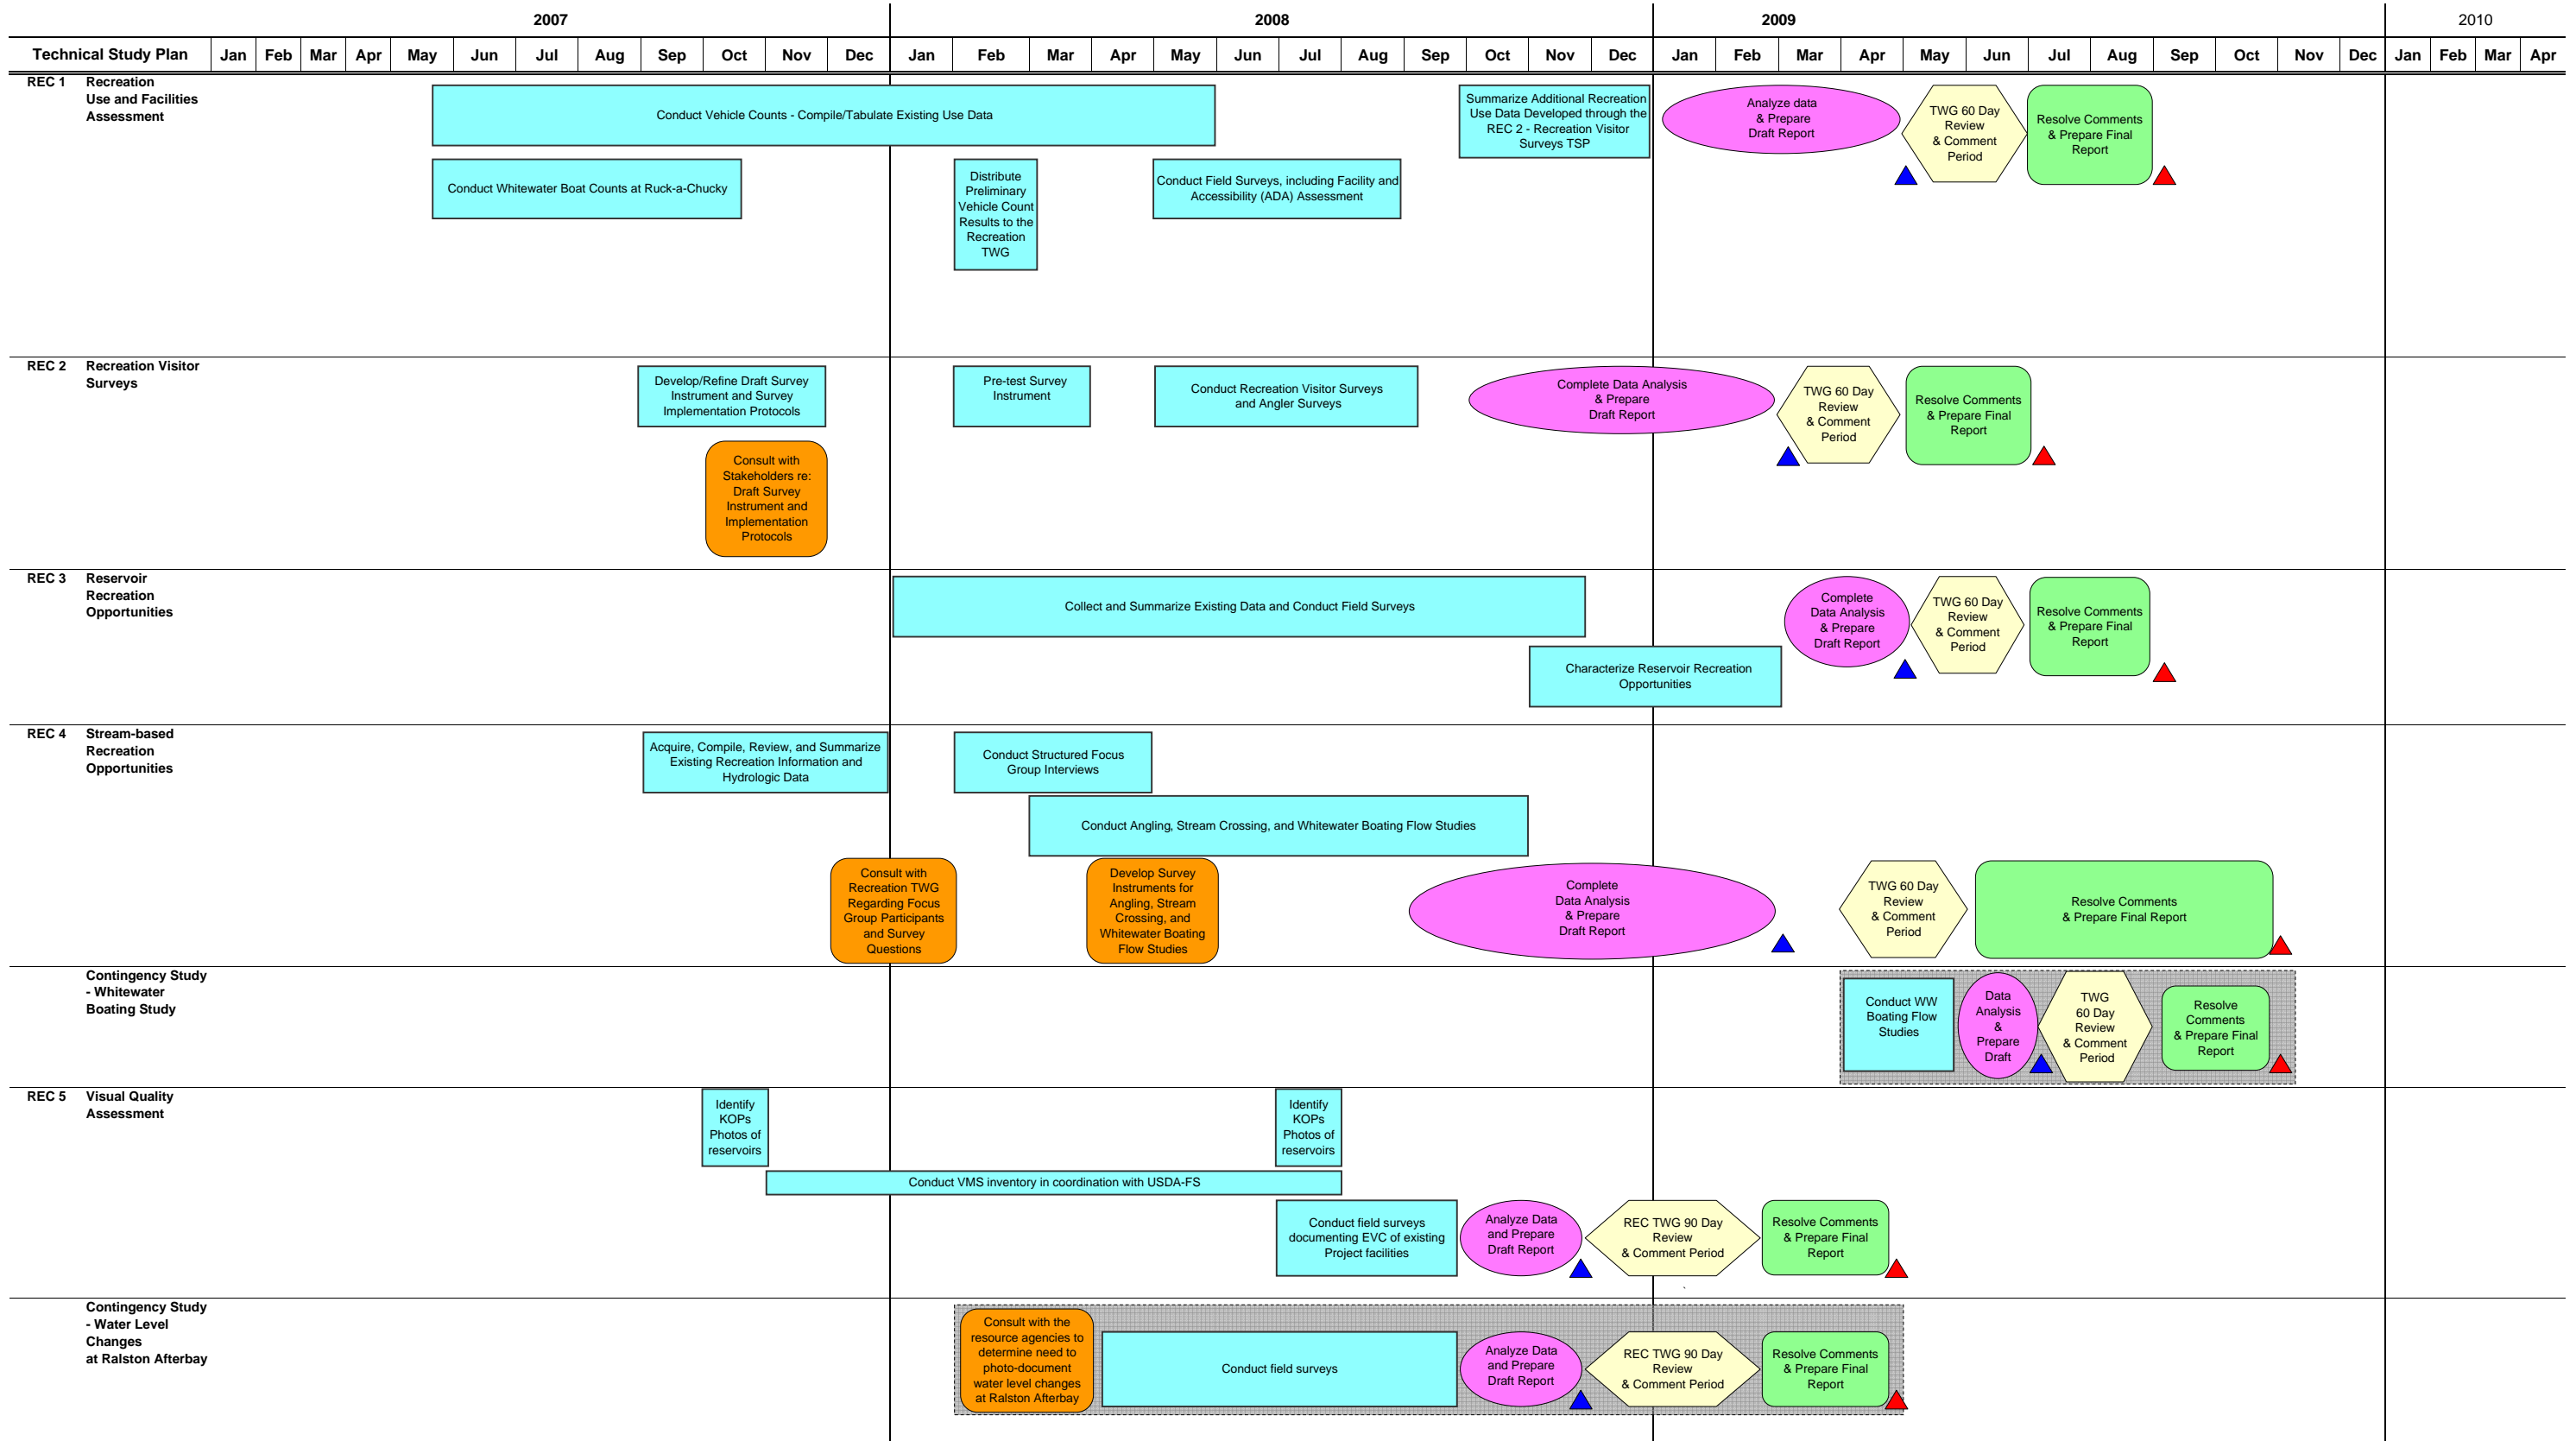 2007
2008
2009
2010
Technical Study Plan
Jan
Feb
Mar
Apr
May
Jun
Jul
Aug
Sep
Oct
Nov
Dec
Jan
Feb
Mar
Apr
May
Jun
Jul
Aug
Sep
Oct
Nov
Dec
Jan
Feb
Mar
Apr
May
Jun
Jul
Aug
Sep
Oct
Nov
Dec
Jan
Feb
Mar
Apr
REC 1
Recreation
Use and Facilities
Assessment
Conduct Vehicle Counts - Compile/Tabulate Existing Use Data
Summarize Additional Recreation
Use Data Developed through the
REC 2 - Recreation Visitor
Surveys TSP
Analyze data
& Prepare
Draft Report
TWG 60 Day
Review
& Comment
Period
Resolve Comments
& Prepare Final
Report
Conduct Whitewater Boat Counts at Ruck-a-Chucky
Distribute
Preliminary
Vehicle Count
Results to the
Recreation
TWG
Conduct Field Surveys, including Facility and
Accessibility (ADA) Assessment
REC 2
Recreation Visitor
Surveys
Develop/Refine Draft Survey
Instrument and Survey
Implementation Protocols
Pre-test Survey
Instrument
Conduct Recreation Visitor Surveys
and Angler Surveys
Complete Data Analysis
& Prepare
Draft Report
TWG 60 Day
Review
& Comment
Period
Resolve Comments
& Prepare Final
Report
Consult with
Stakeholders re:
Draft Survey
Instrument and
Implementation
Protocols
REC 3
Reservoir
Recreation
Opportunities
Collect and Summarize Existing Data and Conduct Field Surveys
Complete
Data Analysis
& Prepare
Draft Report
TWG 60 Day
Review
& Comment
Period
Resolve Comments
& Prepare Final
Report
Characterize Reservoir Recreation
Opportunities
REC 4
Stream-based
Recreation
Opportunities
Acquire, Compile, Review, and Summarize
Existing Recreation Information and
Hydrologic Data
Conduct Structured Focus
Group Interviews
Conduct Angling, Stream Crossing, and Whitewater Boating Flow Studies
Consult with
Recreation TWG
Regarding Focus
Group Participants
and Survey
Questions
Develop Survey
Instruments for
Angling, Stream
Crossing, and
Whitewater Boating
Flow Studies
Complete
Data Analysis
& Prepare
Draft Report
TWG 60 Day
Review
& Comment
Period
Resolve Comments
& Prepare Final Report
Contingency Study
- Whitewater
Boating Study
Conduct WW
Boating Flow
Studies
Data
Analysis
&
Prepare
Draft
TWG
60 Day
Review
& Comment
Period
Resolve
Comments
& Prepare Final
Report
REC 5
Visual Quality
Assessment
Identify
KOPs
Photos of
reservoirs
Identify
KOPs
Photos of
reservoirs
Conduct VMS inventory in coordination with USDA-FS
Conduct field surveys
documenting EVC of existing
Project facilities
Analyze Data
and Prepare
Draft Report
REC TWG 90 Day
Review
& Comment Period
Resolve Comments
& Prepare Final
Report
Contingency Study
- Water Level
Changes
at Ralston Afterbay
Consult with the
resource agencies to
determine need to
photo-document
water level changes
at Ralston Afterbay
Conduct field surveys
Analyze Data
and Prepare
Draft Report
REC TWG 90 Day
Review
& Comment Period
Resolve Comments
& Prepare Final
Report